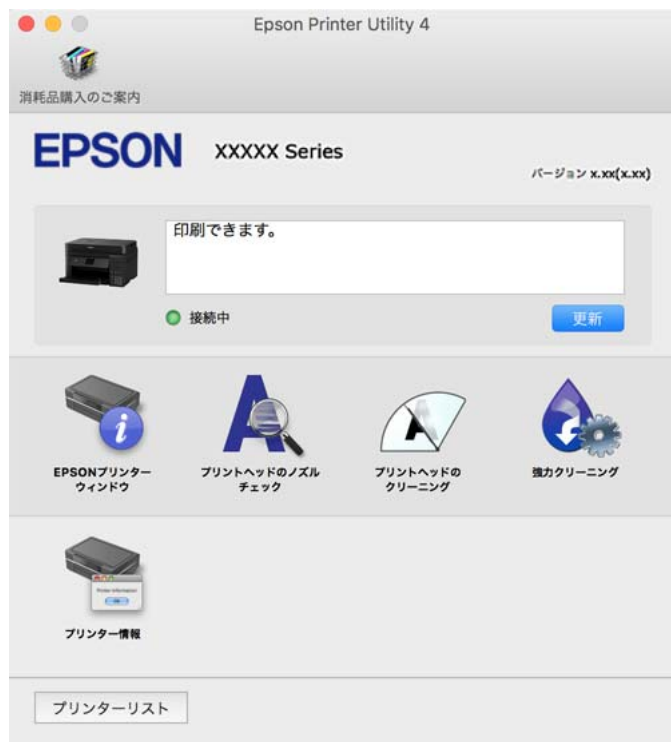 Epson Printer Utility 4
消耗品購入のご案内
EPSON XXXXX Series
バージョン x.xx(x.xx)
印刷できます。
接続中
更新
EPSONプリンター
ウィンドウ
プリントヘッドのノズル
チェック
プリントヘッドの
クリーニング
強力クリーニング
Printer Information
OK
プリンター情報
プリンターリスト